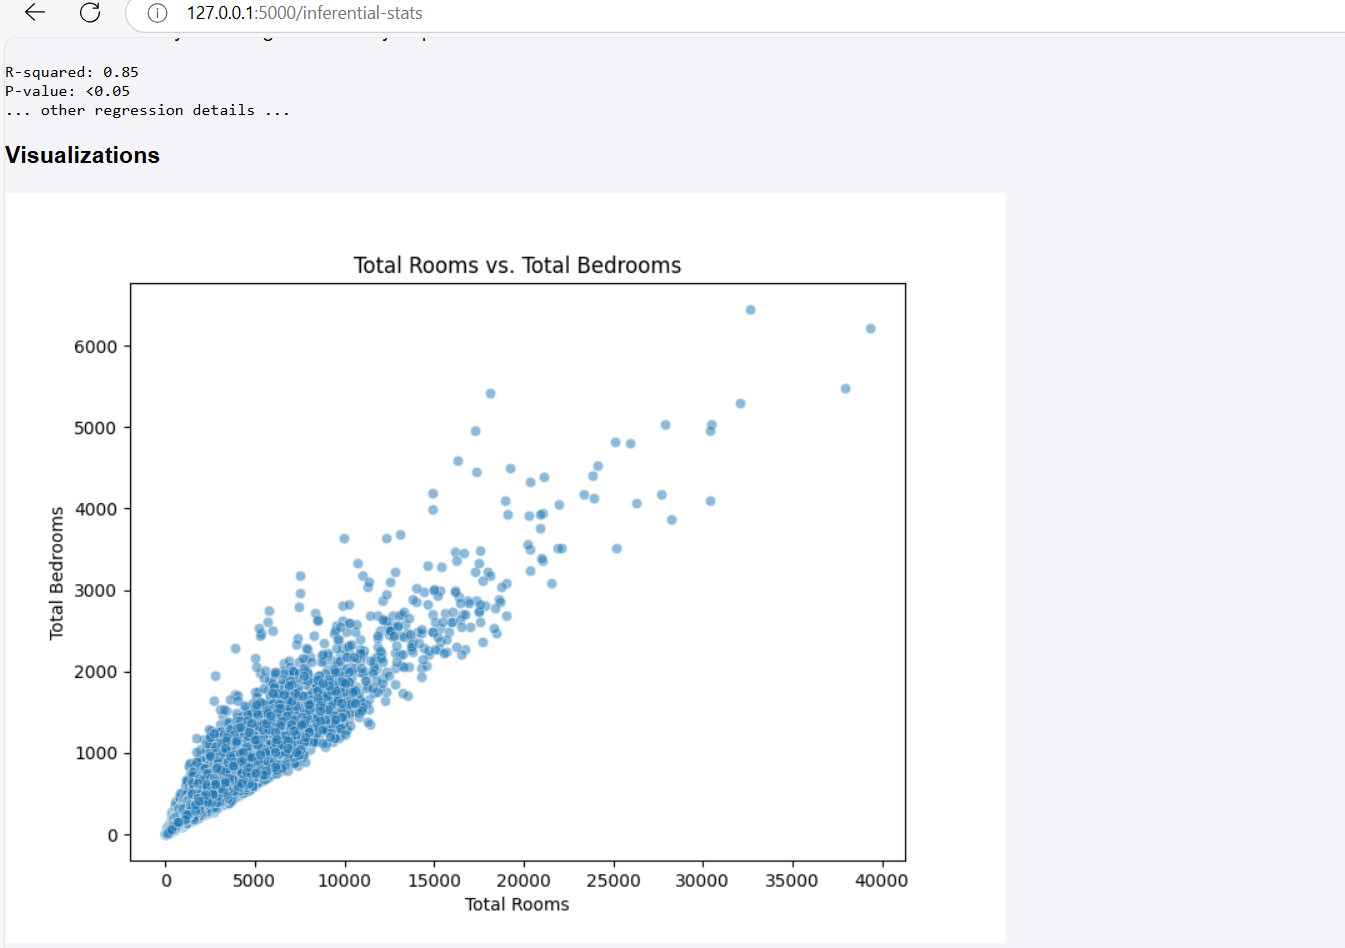 127.0.0.1:5000/inferential-stats
R-squared: 0.85
P-value: <0.05
... other regression details ...
Visualizations
Total Rooms vs. Total Bedrooms
6000
5000
4000
3000
2000
1000
0
Total Bedrooms
0 5000 10000 15000 20000 25000 30000 35000 40000
Total Rooms